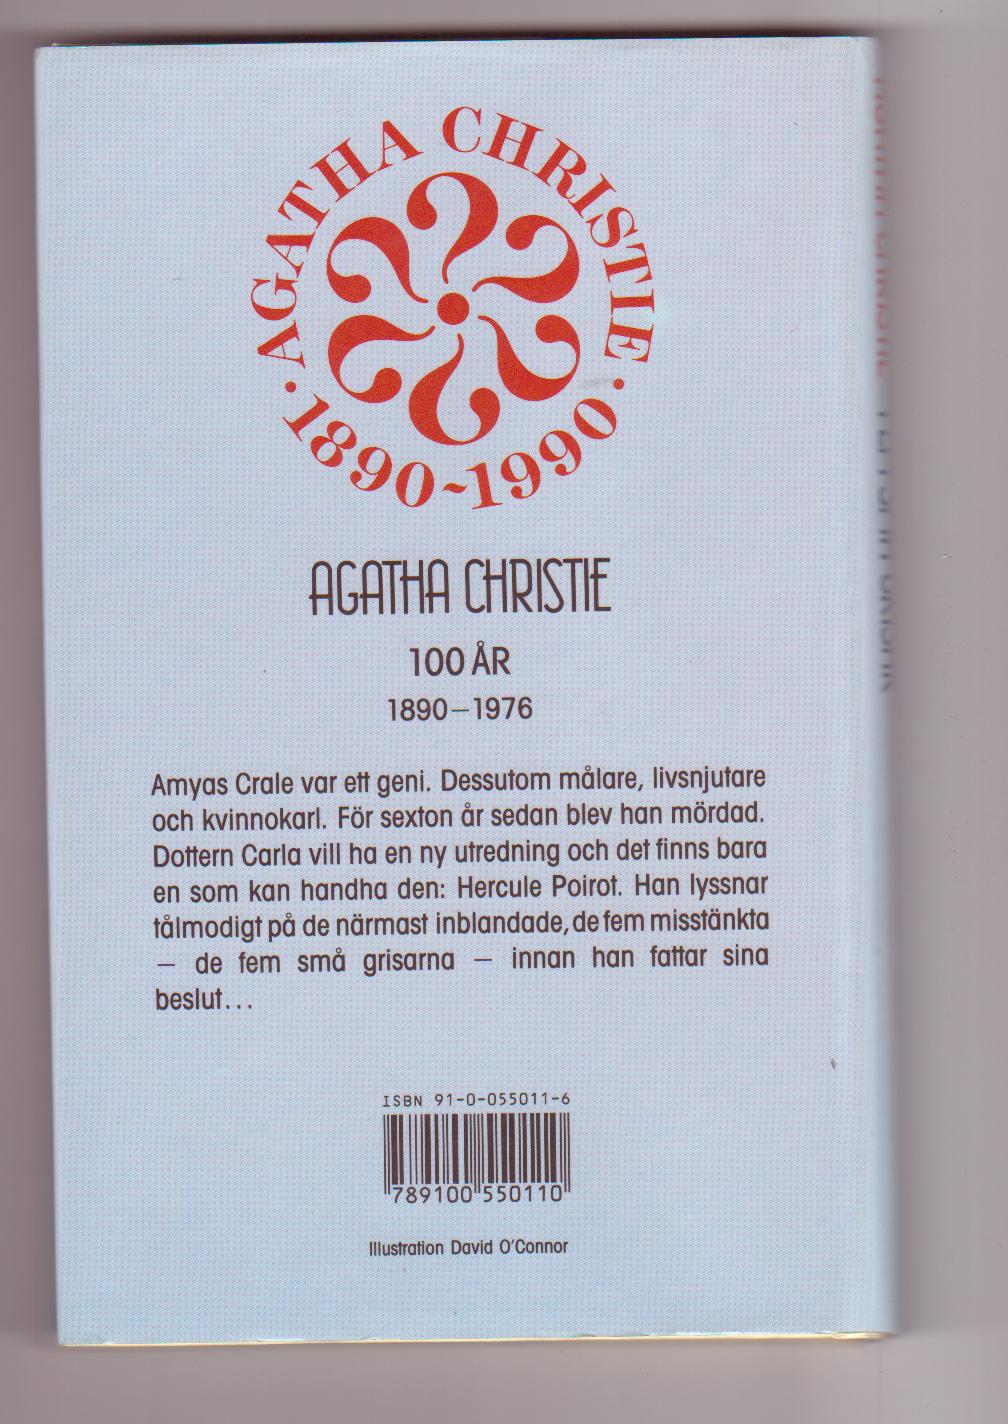 AGATHA CHRISTIE
· 1890-1990 ·
AGATHA CHRISTIE
100 ÅR
1890–1976
Amyas Crale var ett geni. Dessutom målare, livsnjutare
och kvinnokarl. För sexton år sedan blev han mördad.
Dottern Carla vill ha en ny utredning och det finns bara
en som kan handha den: Hercule Poirot. Han lyssnar
tålmodigt på de närmast inblandade, de fem misstänkta
– de fem små grisarna – innan han fattar sina
beslut...
ISBN 91-0-055011-6
789100 550110
Illustration David O'Connor